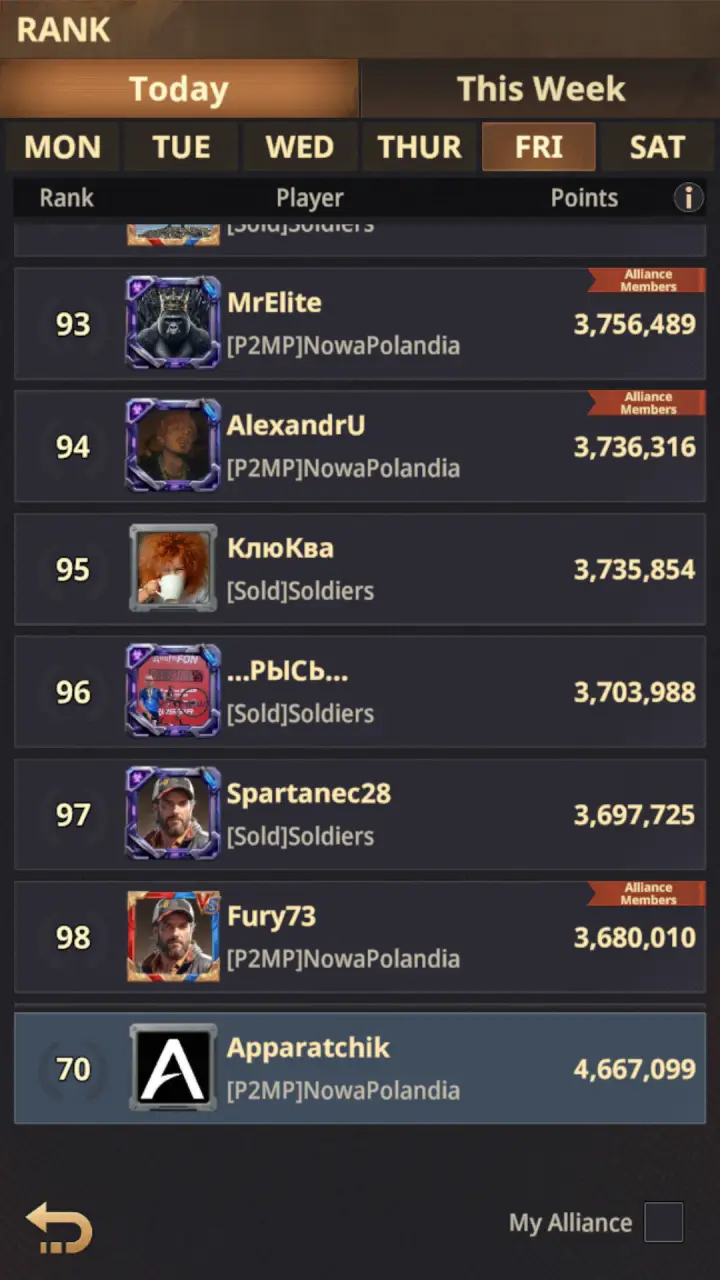 RANK
Today
This Week
MON TUE WED THUR FRI SAT
Rank Player Points
[Sold]Soldiers
Alliance Members
93 MrElite 3,756,489
[P2MP]NowaPolandia
Alliance Members
94 AlexandrU 3,736,316
[P2MP]NowaPolandia
95 КлюКва 3,735,854
[Sold]Soldiers
96 ...РЫСЬ... 3,703,988
[Sold]Soldiers
97 Spartanec28 3,697,725
[Sold]Soldiers
Alliance Members
98 Fury73 3,680,010
VS
[P2MP]NowaPolandia
70 Apparatchik 4,667,099
[P2MP]NowaPolandia
My Alliance